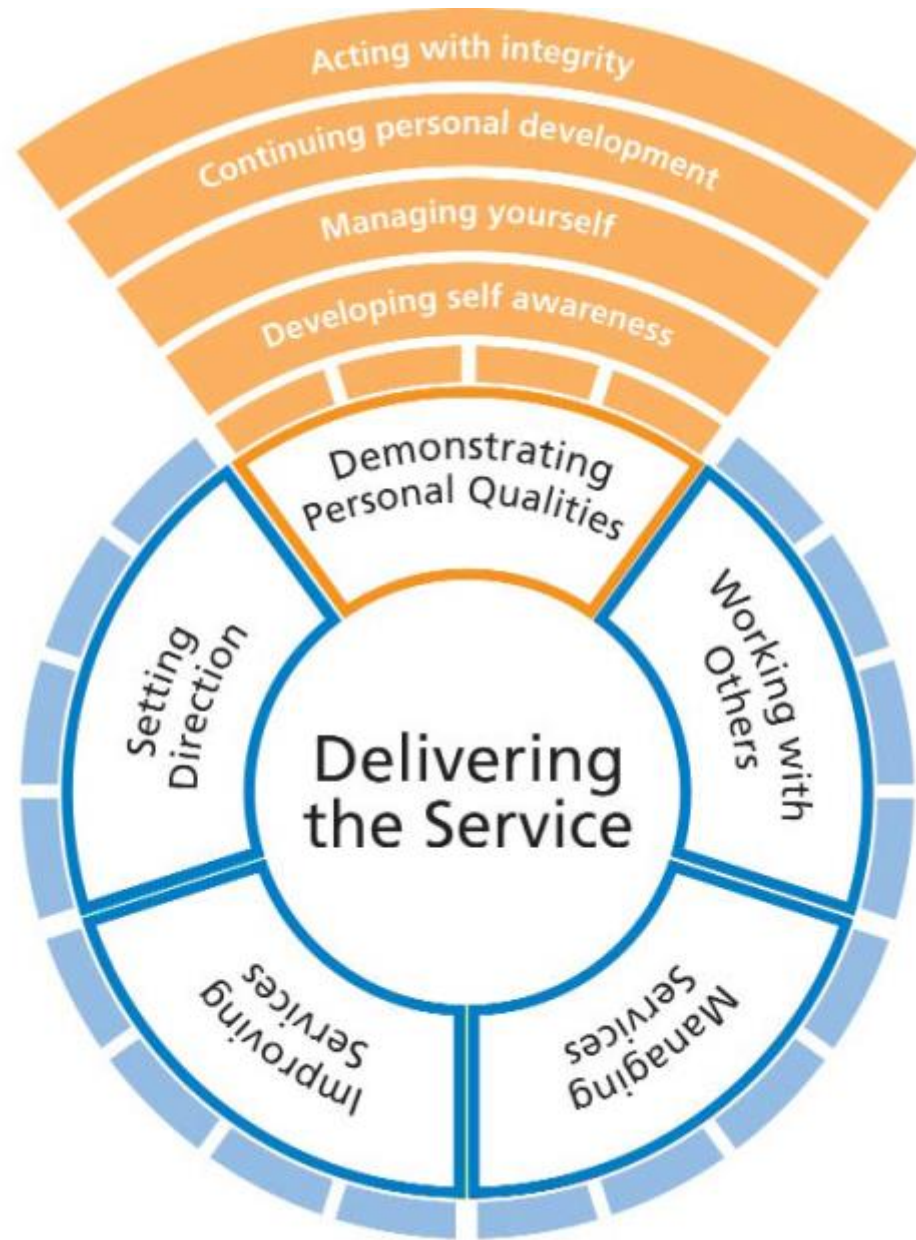 Acting with integrity
Continuing personal development
Managing yourself
Developing self awareness
Demonstrating
Personal Qualities
Setting
Direction
Working with
Others
Delivering
the Service
Improving
Services
Managing
Services